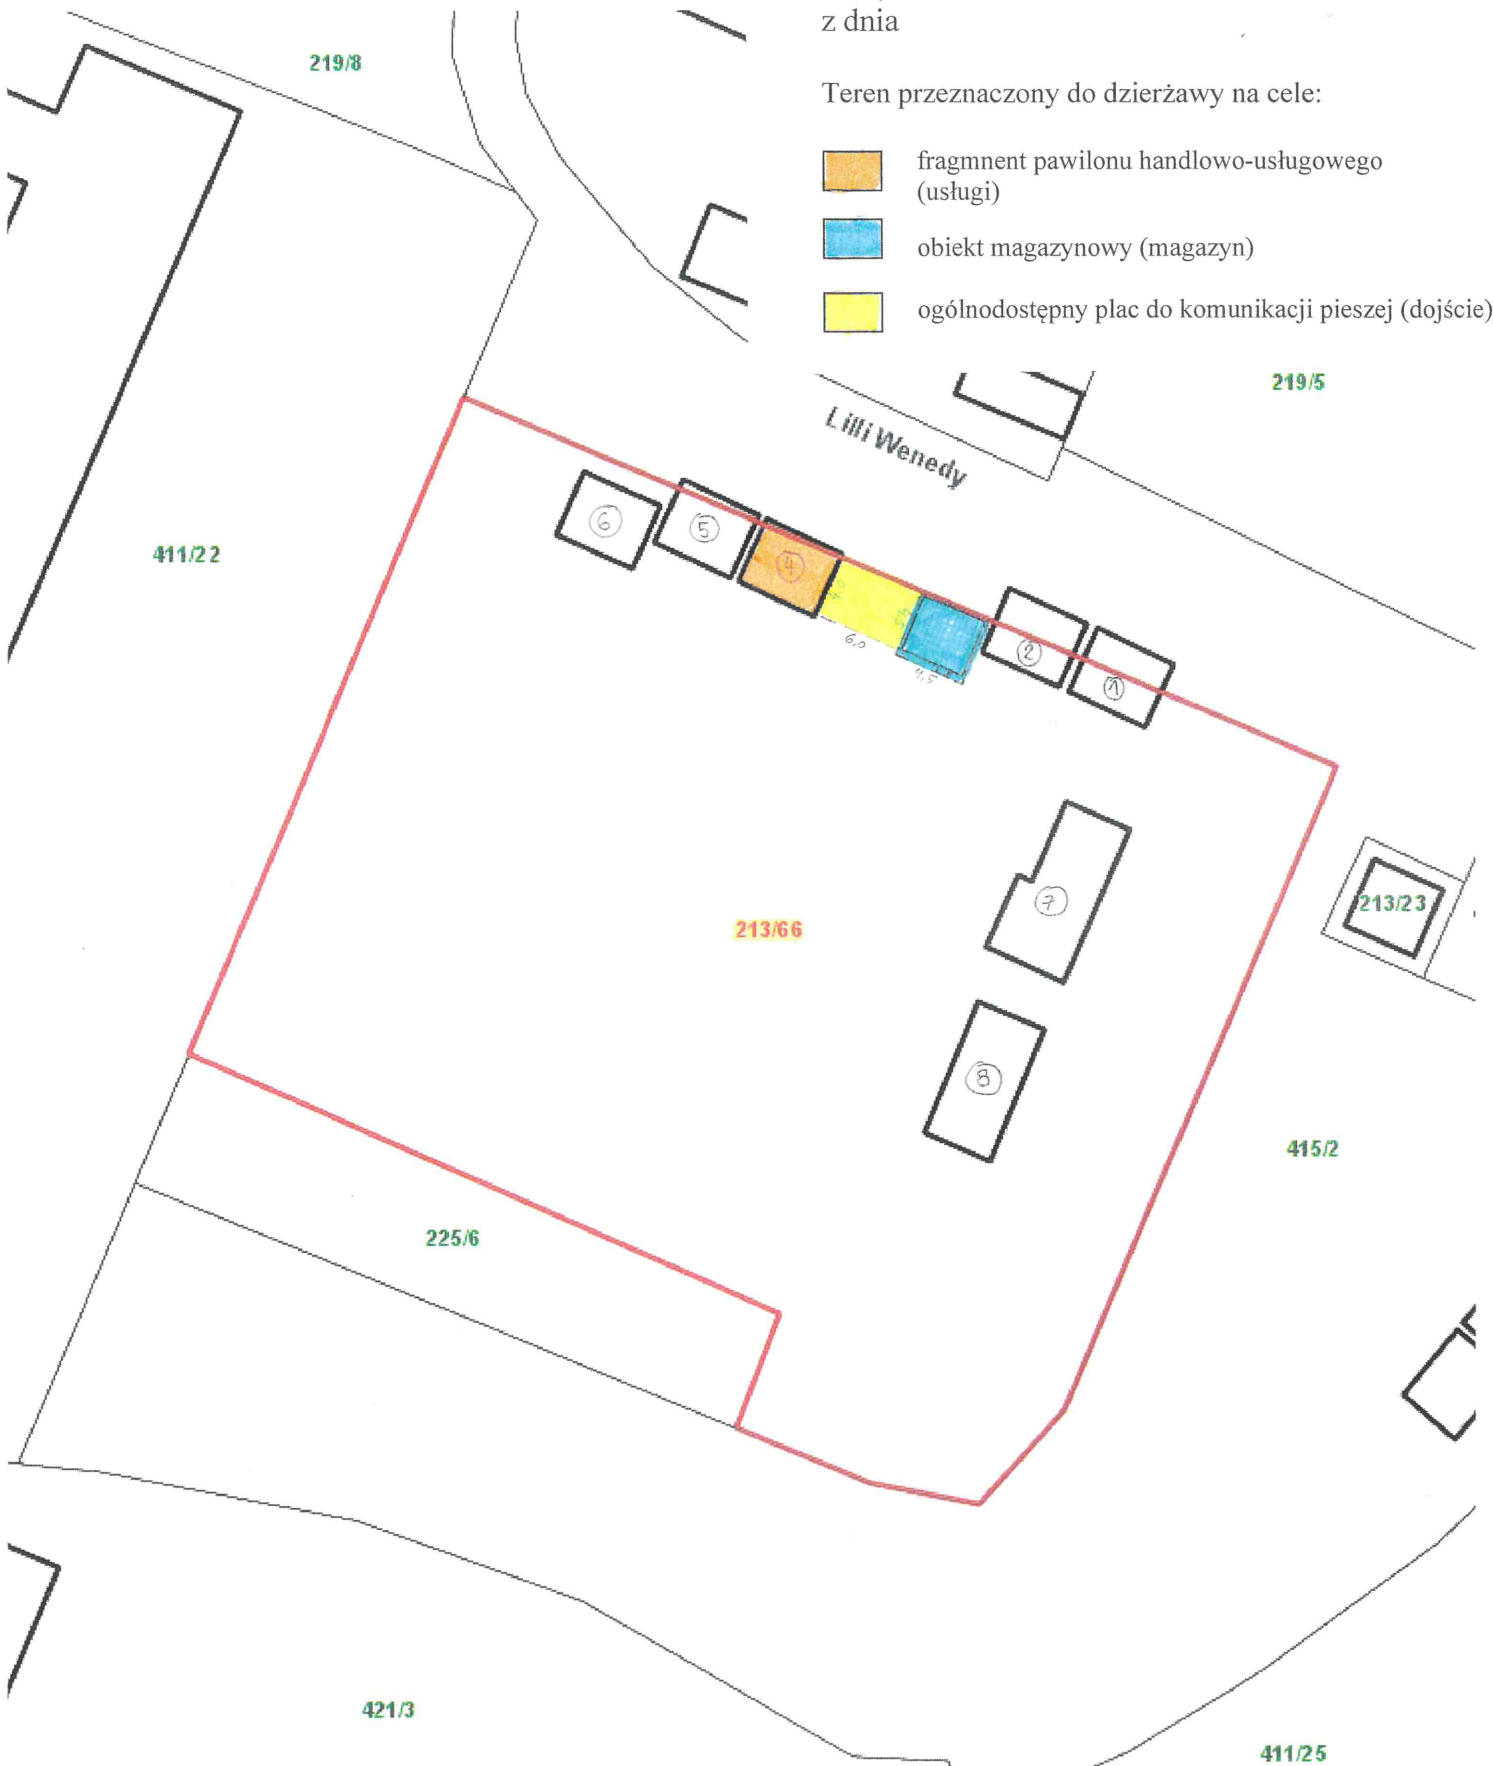 z dnia
Teren przeznaczony do dzierżawy na cele:
fragmnent pawilonu handlowo-usługowego
(usługi)
obiekt magazynowy (magazyn)
ogólnodostępny plac do komunikacji pieszej (dojście)
219/8
219/5
Lilli Wenedy
411/22
6
5
4
6,0
4,5
2
1
7
213/23
213/66
8
415/2
225/6
421/3
411/25